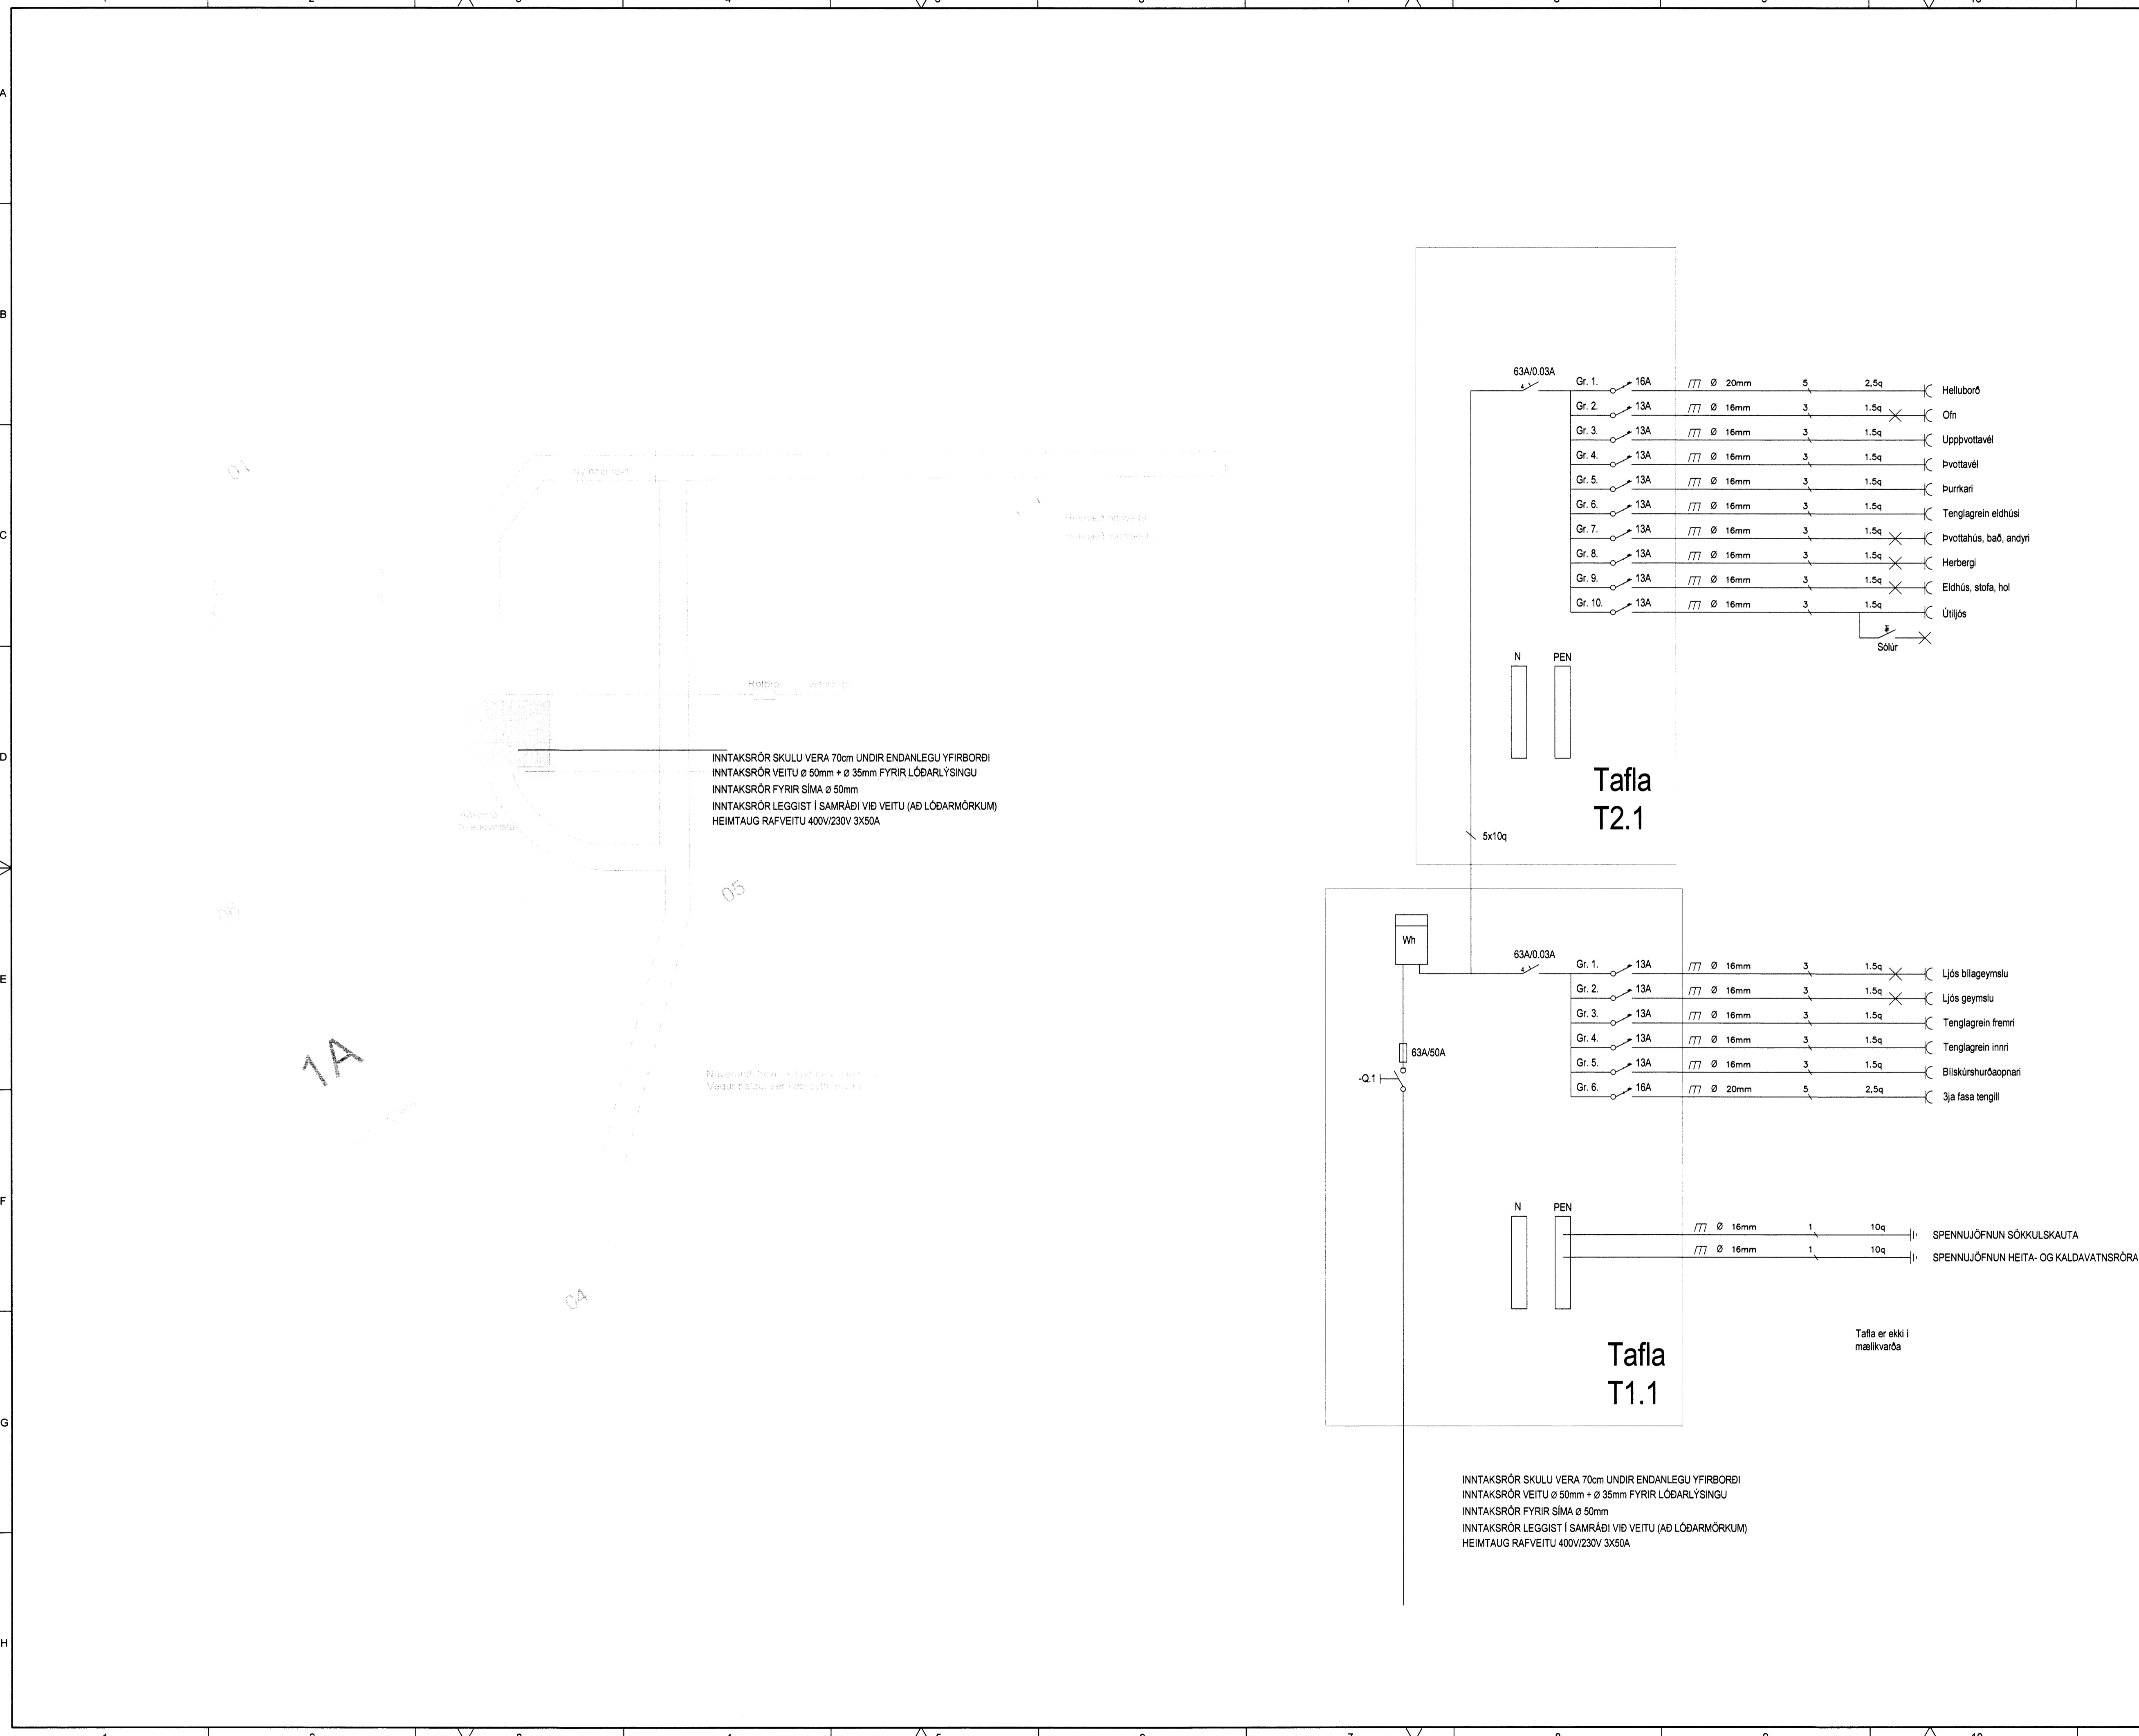 A
B
C
D
E
F
G
H
01
Ný heimreið
Rotþró
INNTAKSRÖR SKULU VERA 70cm UNDIR ENDANLEGU YFIRBORÐI
INNTAKSRÖR VEITU Ø 50mm + Ø 35mm FYRIR LÓÐARLÝSINGU
INNTAKSRÖR FYRIR SÍMA Ø 50mm
INNTAKSRÖR LEGGIST Í SAMRÁÐI VIÐ VEITU (AÐ LÓÐARMÖRKUM)
HEIMTAUG RAFVEITU 400V/230V 3X50A
05
1A
04
63A/0.03A
Gr. 1. 16A Ø 20mm 5 2,5q Helluborð
Gr. 2. 13A Ø 16mm 3 1.5q Ofn
Gr. 3. 13A Ø 16mm 3 1.5q Uppþvottavél
Gr. 4. 13A Ø 16mm 3 1.5q Þvottavél
Gr. 5. 13A Ø 16mm 3 1.5q Þurrkari
Gr. 6. 13A Ø 16mm 3 1.5q Tenglagrein eldhúsi
Gr. 7. 13A Ø 16mm 3 1.5q Þvottahús, bað, andyri
Gr. 8. 13A Ø 16mm 3 1.5q Herbergi
Gr. 9. 13A Ø 16mm 3 1.5q Eldhús, stofa, hol
Gr. 10. 13A Ø 16mm 3 1.5q Útiljós
Sólúr
N PEN
Tafla
T2.1
5x10q
Wh
63A/0.03A
Gr. 1. 13A Ø 16mm 3 1.5q Ljós bílageymslu
Gr. 2. 13A Ø 16mm 3 1.5q Ljós geymslu
Gr. 3. 13A Ø 16mm 3 1.5q Tenglagrein fremri
Gr. 4. 13A Ø 16mm 3 1.5q Tenglagrein innri
Gr. 5. 13A Ø 16mm 3 1.5q Bílskúrshurðaopnari
Gr. 6. 16A Ø 20mm 5 2,5q 3ja fasa tengill
63A/50A
-Q.1
N PEN
Ø 16mm 1 10q SPENNUJÖFNUN SÖKKULSKAUTA
Ø 16mm 1 10q SPENNUJÖFNUN HEITA- OG KALDAVATNSRÖRA
Tafla er ekki í
mælikvarða
Tafla
T1.1
INNTAKSRÖR SKULU VERA 70cm UNDIR ENDANLEGU YFIRBORÐI
INNTAKSRÖR VEITU Ø 50mm + Ø 35mm FYRIR LÓÐARLÝSINGU
INNTAKSRÖR FYRIR SÍMA Ø 50mm
INNTAKSRÖR LEGGIST Í SAMRÁÐI VIÐ VEITU (AÐ LÓÐARMÖRKUM)
HEIMTAUG RAFVEITU 400V/230V 3X50A